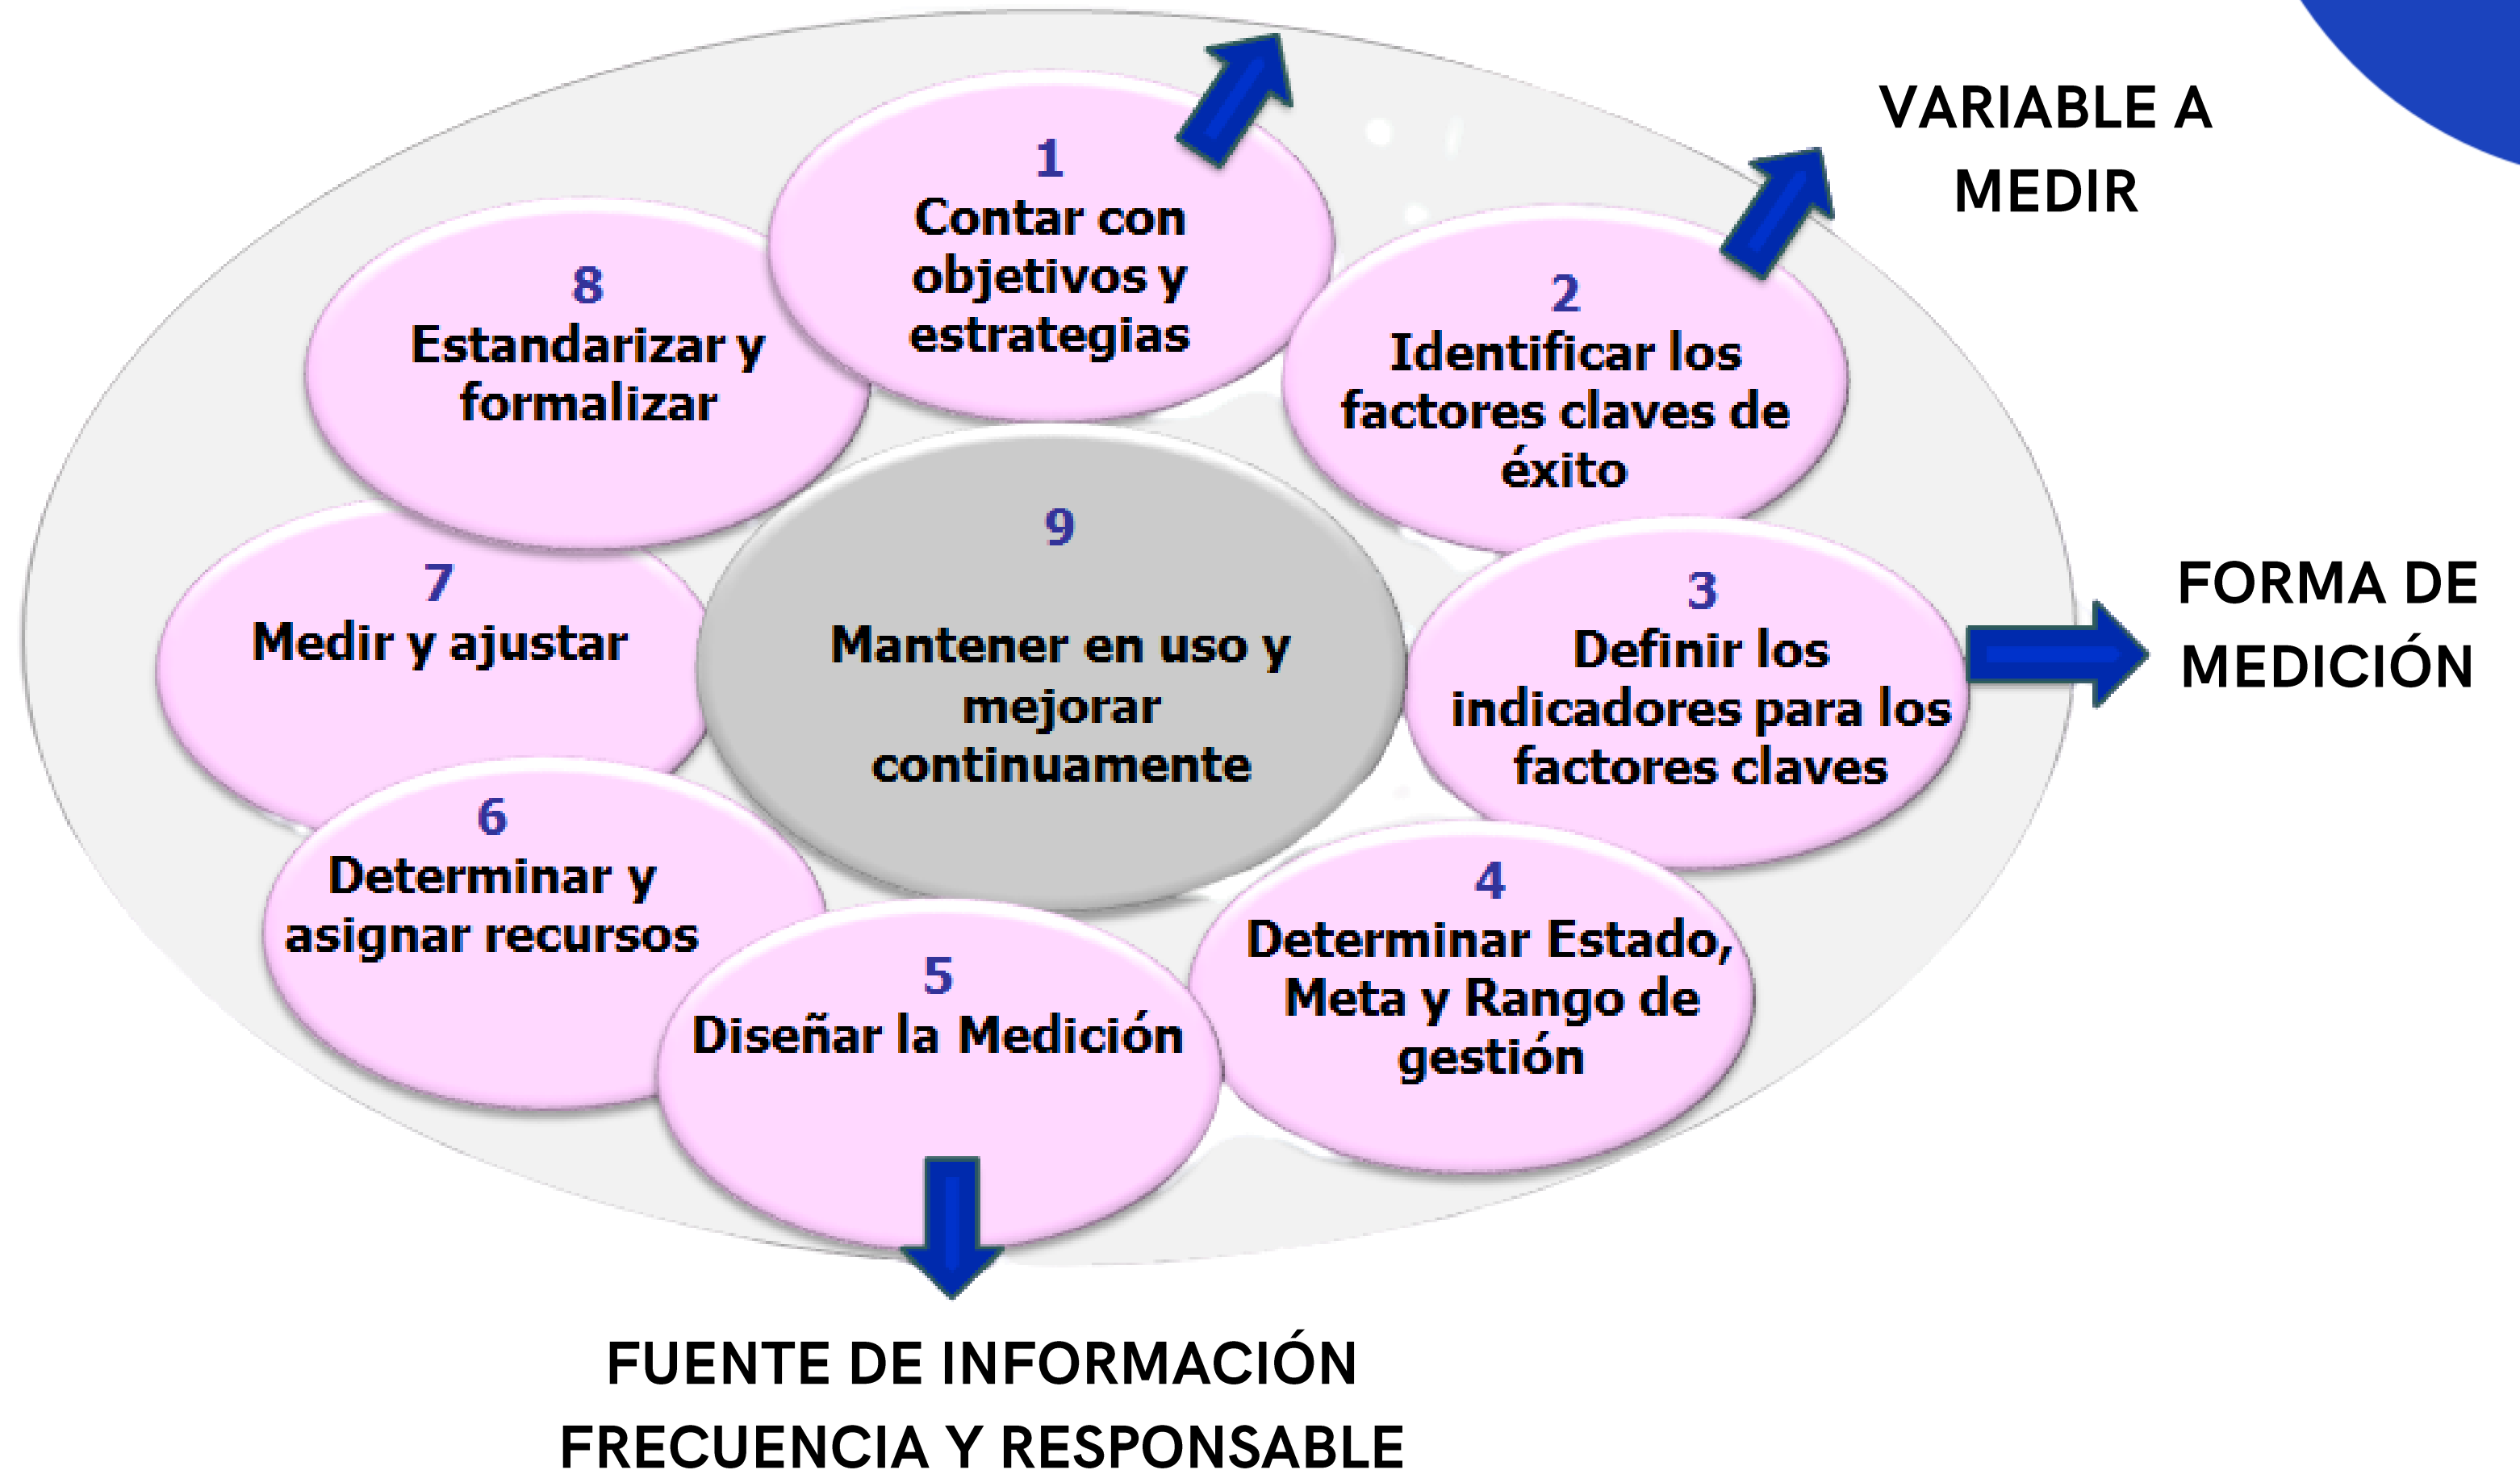 1
Contar con
objetivos y
estrategias
VARIABLE A
MEDIR
2
Identificar los
factores claves de
éxito
3
Definir los
indicadores para los
factores claves
FORMA DE
MEDICIÓN
4
Determinar Estado,
Meta y Rango de
gestión
5
Diseñar la Medición
FUENTE DE INFORMACIÓN
FRECUENCIA Y RESPONSABLE
6
Determinar y
asignar recursos
7
Medir y ajustar
8
Estandarizar y
formalizar
9
Mantener en uso y
mejorar
continuamente